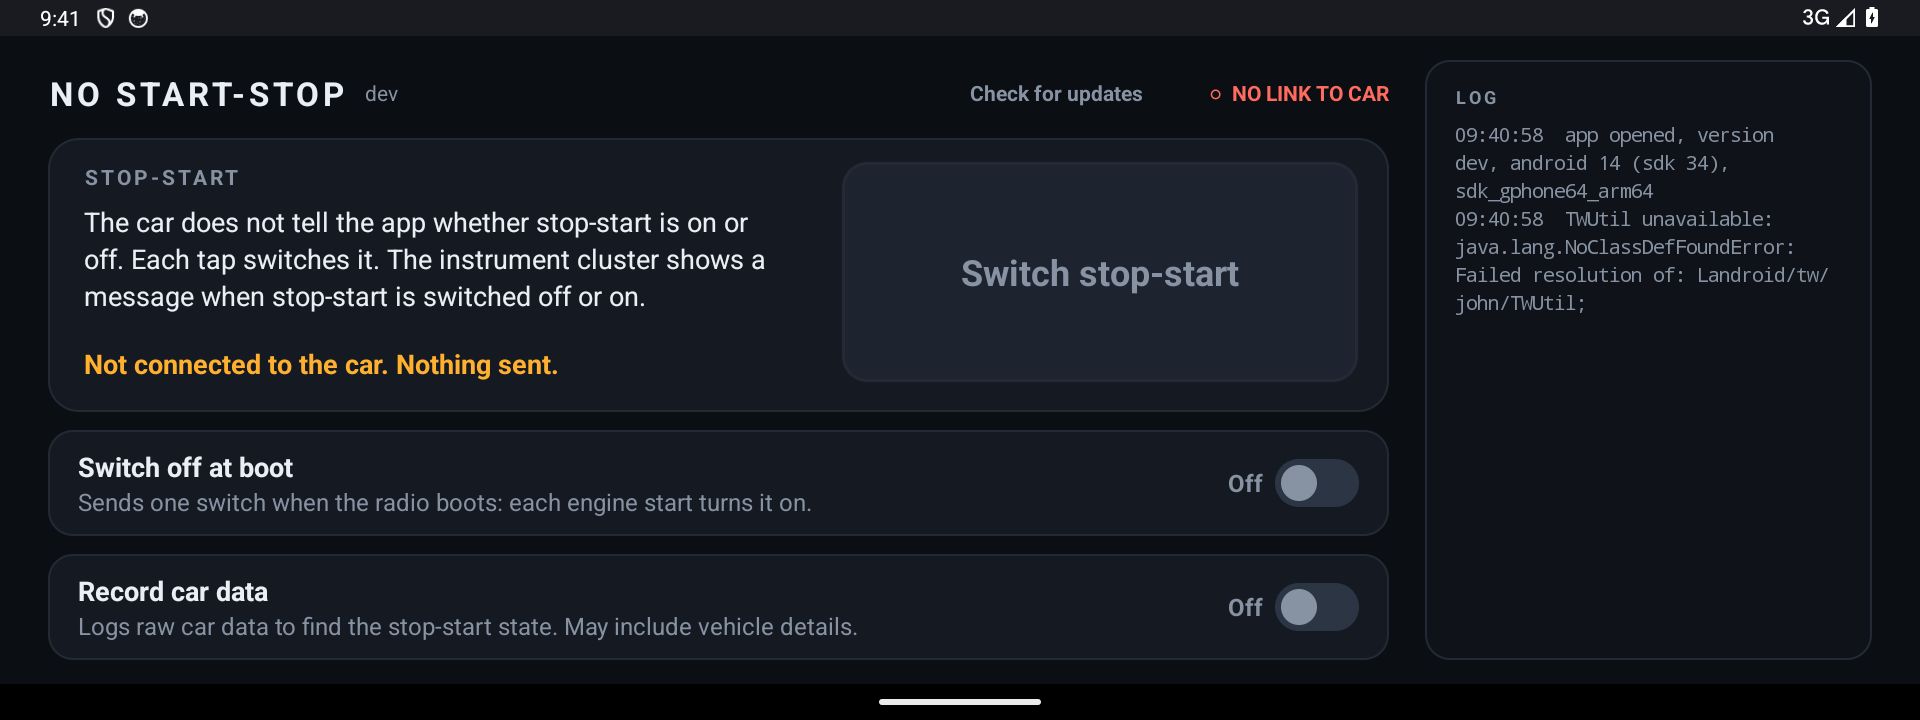 9:41
3G
NO START-STOP dev
Check for updates
NO LINK TO CAR
STOP-START
The car does not tell the app whether stop-start is on or
off. Each tap switches it. The instrument cluster shows a
message when stop-start is switched off or on.
Not connected to the car. Nothing sent.
Switch stop-start
Switch off at boot
Sends one switch when the radio boots: each engine start turns it on.
Off
Record car data
Logs raw car data to find the stop-start state. May include vehicle details.
Off
LOG
09:40:58 app opened, version
dev, android 14 (sdk 34),
sdk_gphone64_arm64
09:40:58 TWUtil unavailable:
java.lang.NoClassDefFoundError:
Failed resolution of: Landroid/tw/
john/TWUtil;